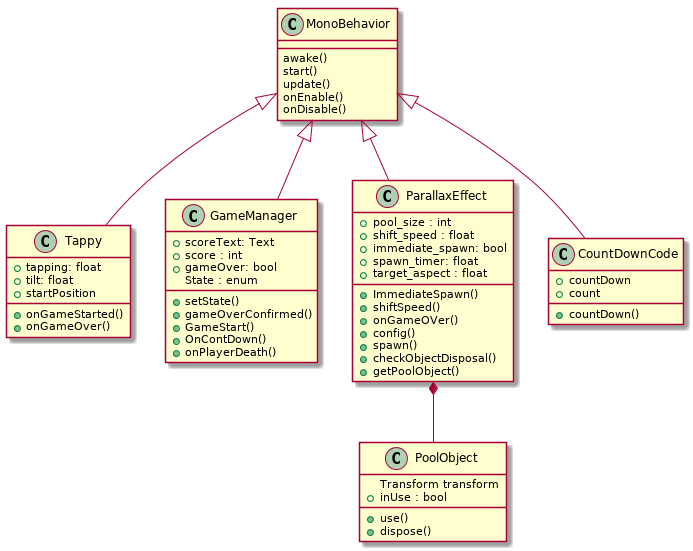 C MonoBehavior
awake()
start()
update()
onEnable()
onDisable()
C Tappy
tapping: float
tilt: float
startPosition
onGameStarted()
onGameOver()
C GameManager
scoreText: Text
score : int
gameOver: bool
State : enum
setState()
gameOverConfirmed()
GameStart()
OnContDown()
onPlayerDeath()
C ParallaxEffect
pool_size : int
shift_speed : float
immediate_spawn: bool
spawn_timer: float
target_aspect : float
ImmediateSpawn()
shiftSpeed()
onGameOVer()
config()
spawn()
checkObjectDisposal()
getPoolObject()
C CountDownCode
countDown
count
countDown()
C PoolObject
Transform transform
inUse : bool
use()
dispose()